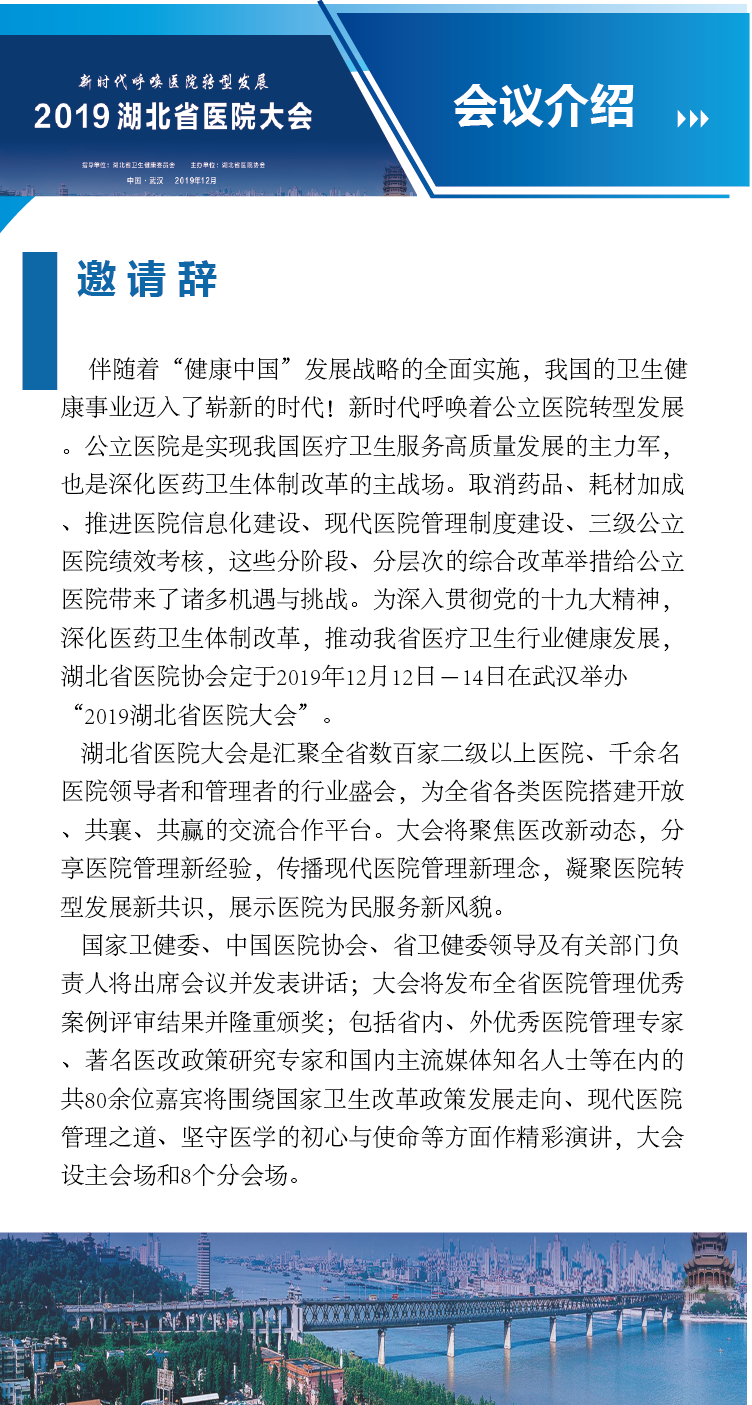 新时代呼唤医院转型发展
2019湖北省医院大会
指导单位：湖北省卫生健康委员会 主办单位：湖北省医院协会
中国·武汉 2019年12月
会议介绍
邀请辞
伴随着“健康中国”发展战略的全面实施，我国的卫生健
康事业迈入了崭新的时代！新时代呼唤着公立医院转型发展
。公立医院是实现我国医疗卫生服务高质量发展的主力军，
也是深化医药卫生体制改革的主战场。取消药品、耗材加成
、推进医院信息化建设、现代医院管理制度建设、三级公立
医院绩效考核，这些分阶段、分层次的综合改革举措给公立
医院带来了诸多机遇与挑战。为深入贯彻党的十九大精神，
深化医药卫生体制改革，推动我省医疗卫生行业健康发展，
湖北省医院协会定于2019年12月12日－14日在武汉举办
“2019湖北省医院大会”。
湖北省医院大会是汇聚全省数百家二级以上医院、千余名
医院领导者和管理者的行业盛会，为全省各类医院搭建开放
、共襄、共赢的交流合作平台。大会将聚焦医改新动态，分
享医院管理新经验，传播现代医院管理新理念，凝聚医院转
型发展新共识，展示医院为民服务新风貌。
国家卫健委、中国医院协会、省卫健委领导及有关部门负
责人将出席会议并发表讲话；大会将发布全省医院管理优秀
案例评审结果并隆重颁奖；包括省内、外优秀医院管理专家
、著名医改政策研究专家和国内主流媒体知名人士等在内的
共80余位嘉宾将围绕国家卫生改革政策发展走向、现代医院
管理之道、坚守医学的初心与使命等方面作精彩演讲，大会
设主会场和8个分会场。